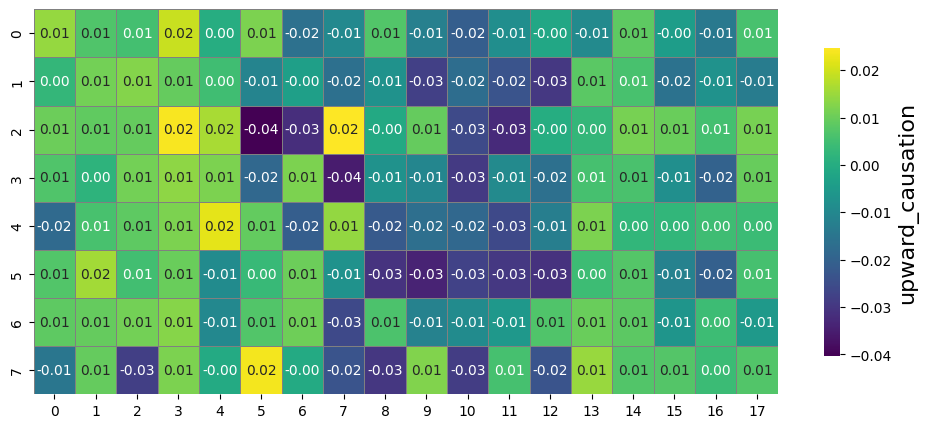 0 0.01 0.01 0.01 0.02 0.00 0.01 -0.02 -0.01 0.01 -0.01 -0.02 -0.01 -0.00 -0.01 0.01 -0.00 -0.01 0.01
1 0.00 0.01 0.01 0.01 0.00 -0.01 -0.00 -0.02 -0.01 -0.03 -0.02 -0.02 -0.03 0.01 0.01 -0.02 -0.01 -0.01
2 0.01 0.01 0.01 0.02 0.02 -0.04 -0.03 0.02 -0.00 0.01 -0.03 -0.03 -0.00 0.00 0.01 0.01 0.01 0.01
3 0.01 0.00 0.01 0.01 0.01 -0.02 0.01 -0.04 -0.01 -0.01 -0.03 -0.01 -0.02 0.01 0.01 -0.01 -0.02 0.01
4 -0.02 0.01 0.01 0.01 0.02 0.01 -0.02 0.01 -0.02 -0.02 -0.02 -0.03 -0.01 0.01 0.00 0.00 0.00 0.00
5 0.01 0.02 0.01 0.01 -0.01 0.00 0.01 -0.01 -0.03 -0.03 -0.03 -0.03 -0.03 0.00 0.01 -0.01 -0.02 0.01
6 0.01 0.01 0.01 0.01 -0.01 0.01 0.01 -0.03 0.01 -0.01 -0.01 -0.01 0.01 0.01 0.01 -0.01 0.00 -0.01
7 -0.01 0.01 -0.03 0.01 -0.00 0.02 -0.00 -0.02 -0.03 0.01 -0.03 0.01 -0.02 0.01 0.01 0.01 0.00 0.01
0 1 2 3 4 5 6 7 8 9 10 11 12 13 14 15 16 17
0.02
0.01
0.00
−0.01
−0.02
−0.03
−0.04
upward_causation